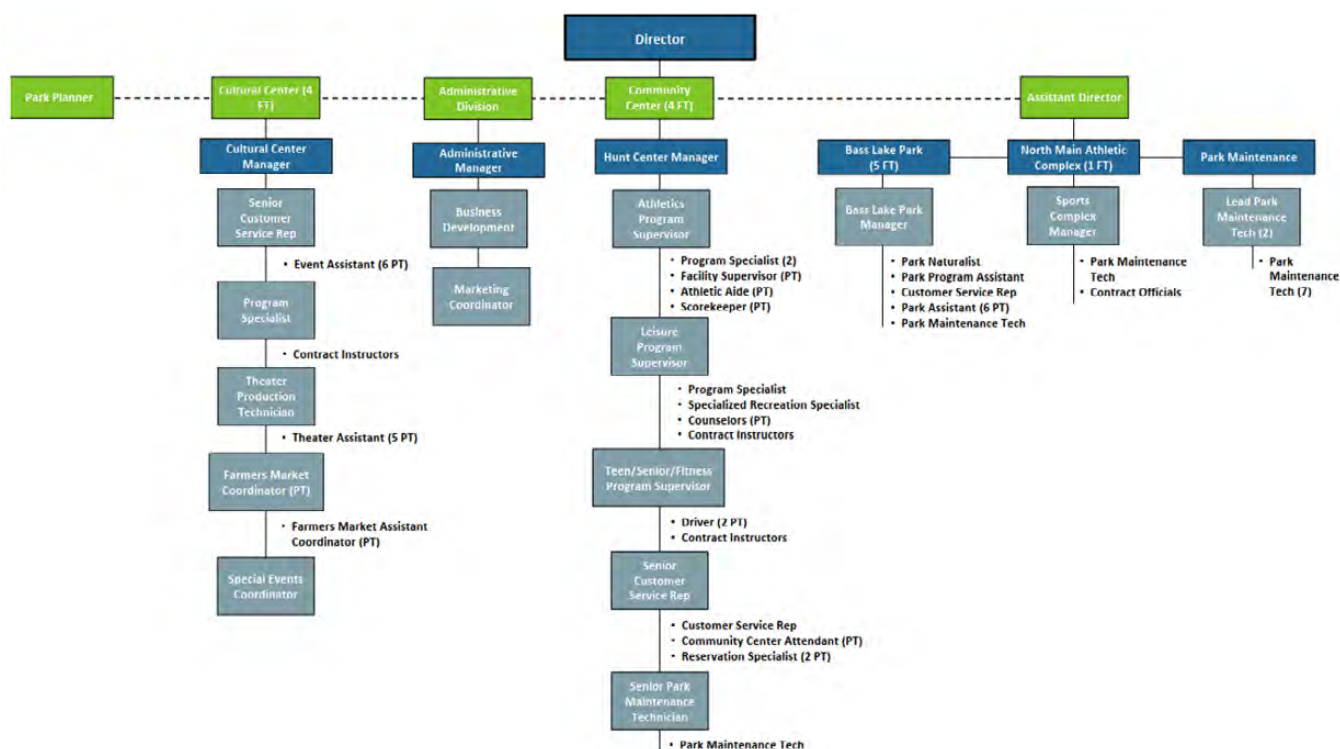 Director
Park Planner
Cultural Center (4
FT)
Administrative
Division
Community
Center (4 FT)
Assistant Director
Cultural Center
Manager
Administrative
Manager
Hunt Center Manager
Bass Lake Park
(5 FT)
North Main Athletic
Complex (1 FT)
Park Maintenance
Senior
Customer
Service Rep
• Event Assistant (6 PT)
Program
Specialist
• Contract Instructors
Theater
Production
Technician
• Theater Assistant (5 PT)
Farmers Market
Coordinator (PT)
• Farmers Market Assistant
Coordinator (PT)
Special Events
Coordinator
Business
Development
Marketing
Coordinator
Athletics
Program
Supervisor
• Program Specialist (2)
• Facility Supervisor (PT)
• Athletic Aide (PT)
• Scorekeeper (PT)
Leisure
Program
Supervisor
• Program Specialist
• Specialized Recreation Specialist
• Counselors (PT)
• Contract Instructors
Teen/Senior/Fitness
Program Supervisor
• Driver (2 PT)
• Contract Instructors
Senior
Customer
Service Rep
• Customer Service Rep
• Community Center Attendant (PT)
• Reservation Specialist (2 PT)
Senior Park
Maintenance
Technician
• Park Maintenance Tech
Bass Lake Park
Manager
• Park Naturalist
• Park Program Assistant
• Customer Service Rep
• Park Assistant (6 PT)
• Park Maintenance Tech
Sports
Complex
Manager
• Park Maintenance
Tech
• Contract Officials
Lead Park
Maintenance
Tech (2)
• Park
Maintenance
Tech (7)